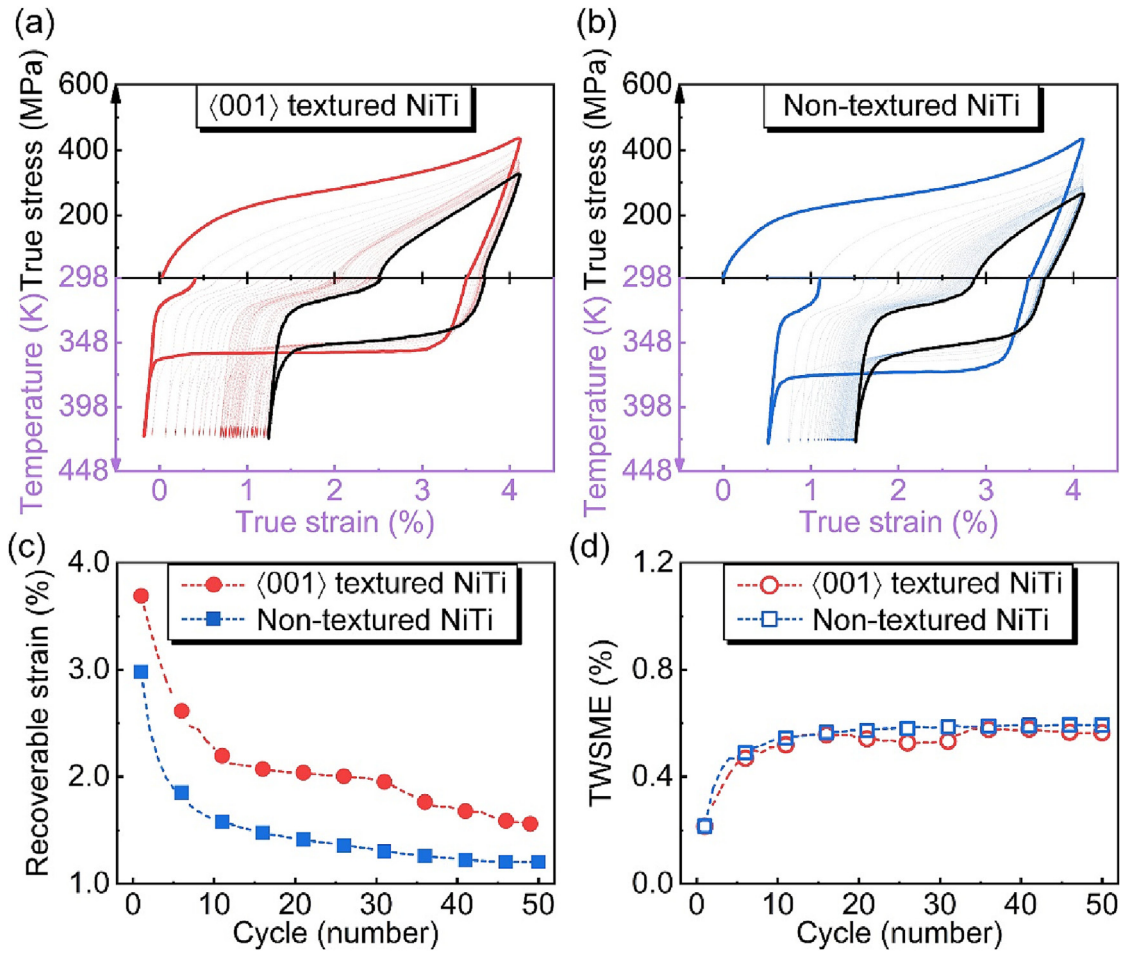 (a)
True stress (MPa)
600
400
200
298
⟨001⟩ textured NiTi
Temperature (K)
348
398
448
0 1 2 3 4
True strain (%)
(b)
True stress (MPa)
600
400
200
298
Non-textured NiTi
Temperature (K)
348
398
448
0 1 2 3 4
True strain (%)
(c)
Recoverable strain (%)
4.0
3.0
2.0
1.0
⟨001⟩ textured NiTi
Non-textured NiTi
0 10 20 30 40 50
Cycle (number)
(d)
TWSME (%)
1.2
0.8
0.4
0.0
⟨001⟩ textured NiTi
Non-textured NiTi
0 10 20 30 40 50
Cycle (number)